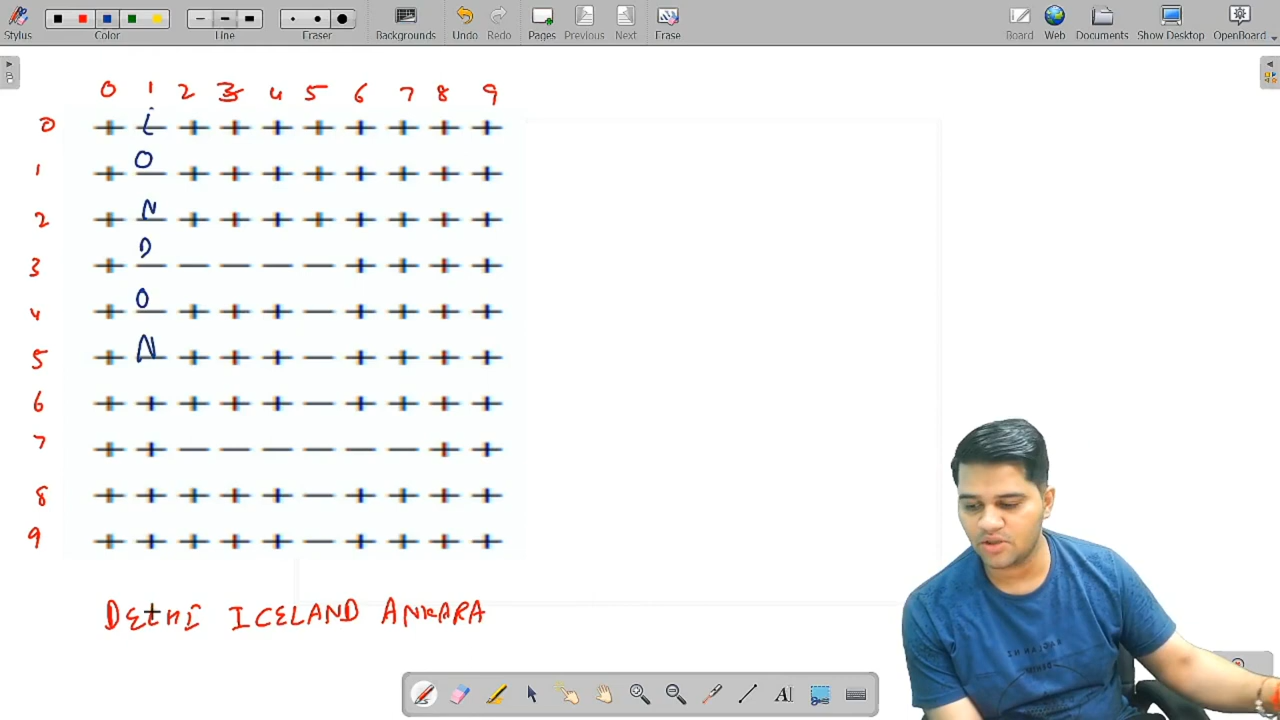 Stylus Color Line Eraser Backgrounds Undo Redo Pages Previous Next Erase Board Web Documents Show Desktop OpenBoard
0 1 2 3 4 5 6 7 8 9
0 + L + + + + + + + +
1 + O + + + + + + + +
2 + N + + + + + + + +
3 + D - - - - + + + +
4 + O + + + - + + + +
5 + N + + + - + + + +
6 + + + + + - + + + +
7 + + - - - - - - + +
8 + + + + + - + + + +
9 + + + + + - + + + +
DELHI ICELAND ANKARA